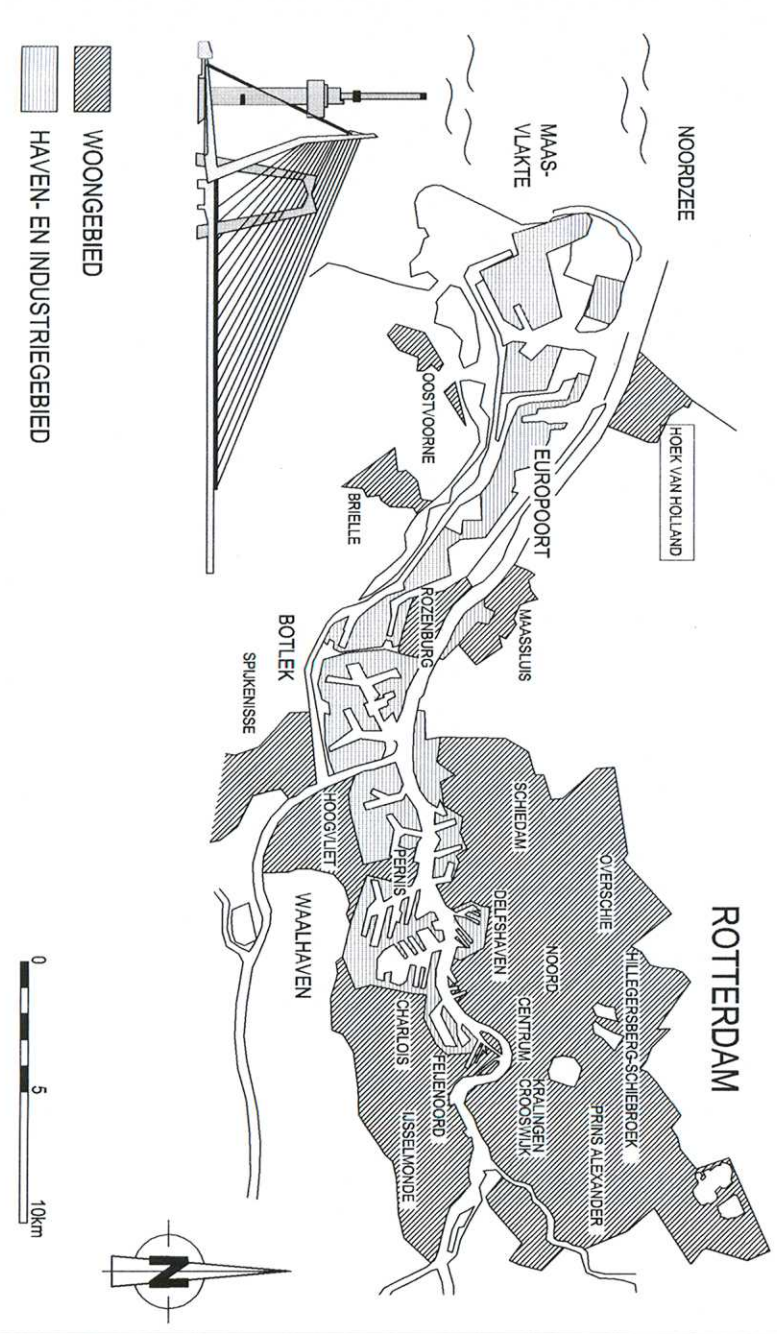 ROTTERDAM
NOORDZEE
HOEK VAN HOLLAND
MAAS-
VLAKTE
EUROPOORT
OOSTVOORNE
BRIELLE
MAASSLUIS
ROZENBURG
BOTLEK
SPIJKENISSE
HOOGVLIET
PERNIS
WAALHAVEN
SCHIEDAM
OVERSCHIE
DELFSHAVEN
NOORD
HILLEGERSBERG-SCHIEBROEK
CENTRUM
KRALINGEN
CROOSWIJK
PRINS ALEXANDER
CHARLOIS
FEIJENOORD
IJSSELMONDE
WOONGEBIED
HAVEN- EN INDUSTRIEGEBIED
0 5 10km
N